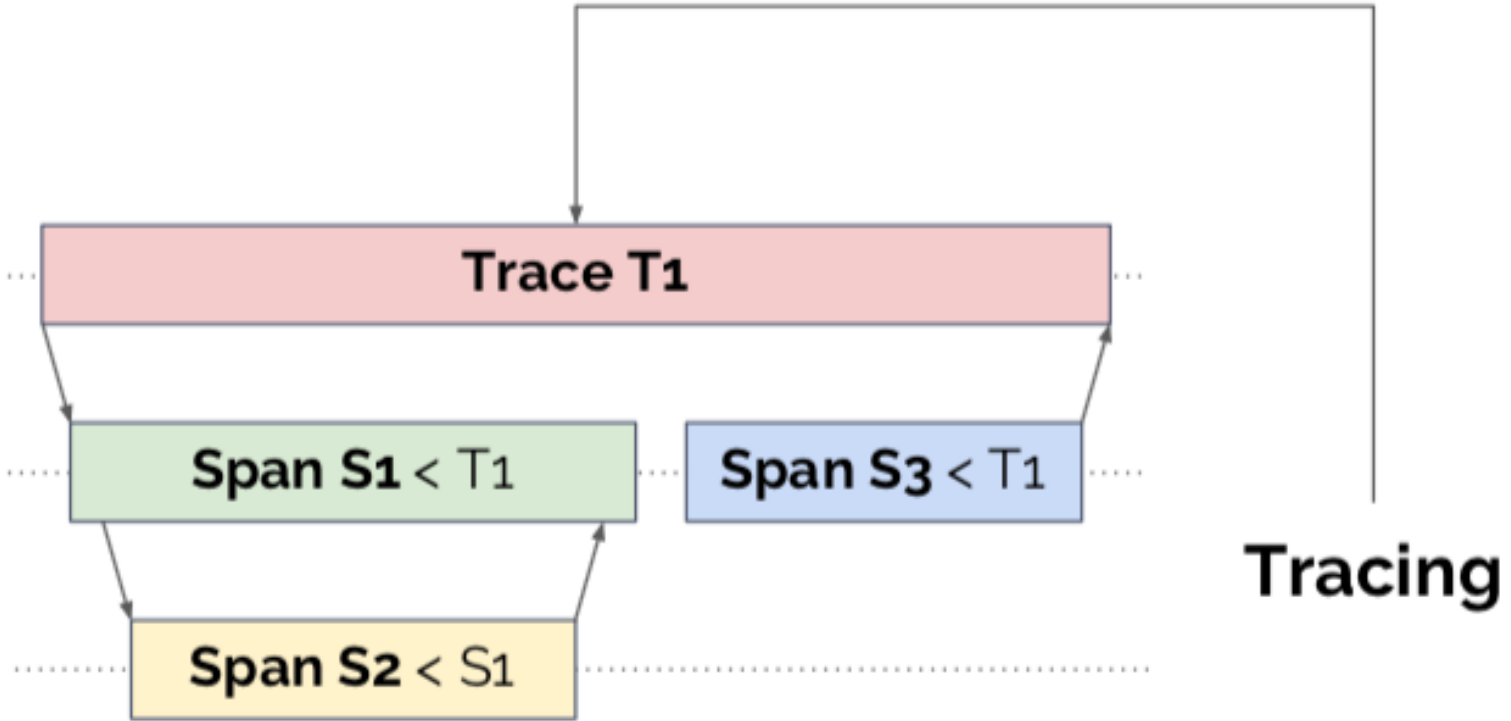 Trace T1
Span S1 < T1
Span S3 < T1
Tracing
Span S2 < S1